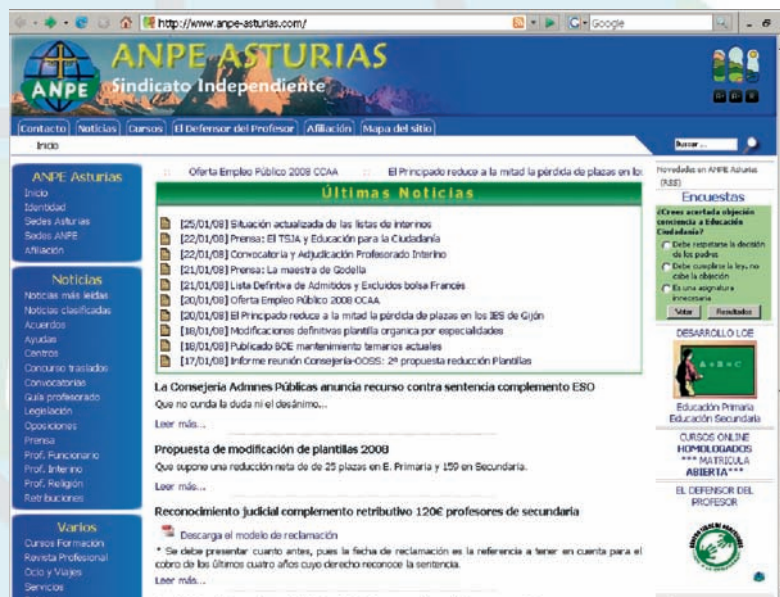 http://www.anpe-asturias.com/
Google
ANPE ASTURIAS
Sindicato Independiente
ANPE
Contacto Noticias Cursos El Defensor del Profesor Afiliación Mapa del sitio
Inicio
Buscar ...
ANPE Asturias
Inicio
Identidad
Sedes Asturias
Sedes ANPE
Afiliación
Noticias
Noticias más leidas
Noticias clasificadas
Acuerdos
Ayudas
Centros
Concurso traslados
Convocatorias
Guía profesorado
Legislación
Oposiciones
Prensa
Prof. Funcionario
Prof. Interino
Prof. Religión
Retribuciones
Varios
Cursos Formación
Revista Profesional
Ocio y Viajes
Servicios
:: Oferta Empleo Público 2008 CCAA :: El Principado reduce a la mitad la pérdida de plazas en los
Últimas Noticias
[25/01/08] Situación actualizada de las listas de interinos
[22/01/08] Prensa: El TSJA y Educación para la Ciudadanía
[22/01/08] Convocatoria y Adjudicación Profesorado Interino
[21/01/08] Prensa: La maestra de Godella
[21/01/08] Lista Defintiva de Admitidos y Excluidos bolsa Francés
[20/01/08] Oferta Empleo Público 2008 CCAA
[20/01/08] El Principado reduce a la mitad la pérdida de plazas en los IES de Gijón
[18/01/08] Modificaciones definitivas plantilla organica por especialidades
[18/01/08] Publicado BOE mantenimiento temarios actuales
[17/01/08] Informe reunión Consejería-OOSS: 2ª propuesta reducción Plantillas
La Consejería Admnes Públicas anuncia recurso contra sentencia complemento ESO
Que no cunda la duda ni el desánimo...
Leer más...
Propuesta de modificación de plantillas 2008
Que supone una reducción neta de de 25 plazas en E. Primaria y 159 en Secundaria.
Leer más...
Reconocimiento judicial complemento retributivo 120€ profesores de secundaria
Descarga el modelo de reclamación
* Se debe presentar cuanto antes, pues la fecha de reclamación es la referencia a tener en cuenta para el
cobro de los últimos cuatro años cuyo derecho reconoce la sentencia.
Leer más...
Novedades en ANPE Asturias
(RSS)
Encuestas
¿Crees acertada objeción
conciencia a Educación
Ciudadanía?
Debe respetarse la decisión
de los padres
Debe cumplirse la ley, no
cabe la objeción
Es una asignatura
innecesaria
Votar Resultados
DESARROLLO LOE
A + B = C
Educación Primaria
Educación Secundaria
CURSOS ONLINE
HOMOLOGADOS
*** MATRICULA
ABIERTA***
EL DEFENSOR DEL
PROFESOR